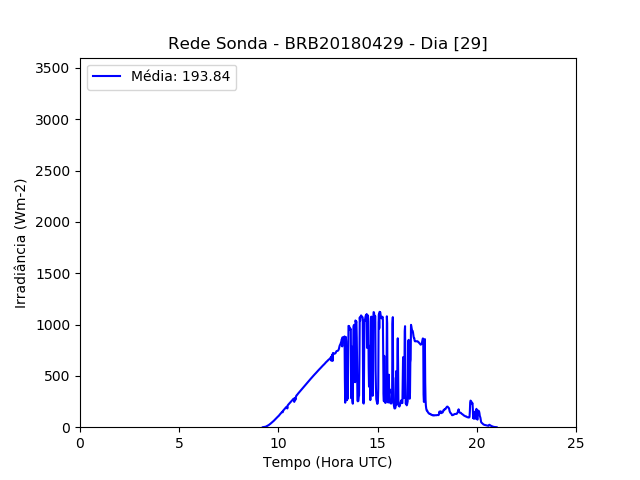 Rede Sonda - BRB20180429 - Dia [29]
Média: 193.84
3500
3000
2500
2000
1500
1000
500
0
Irradiância (Wm-2)
0 5 10 15 20 25
Tempo (Hora UTC)